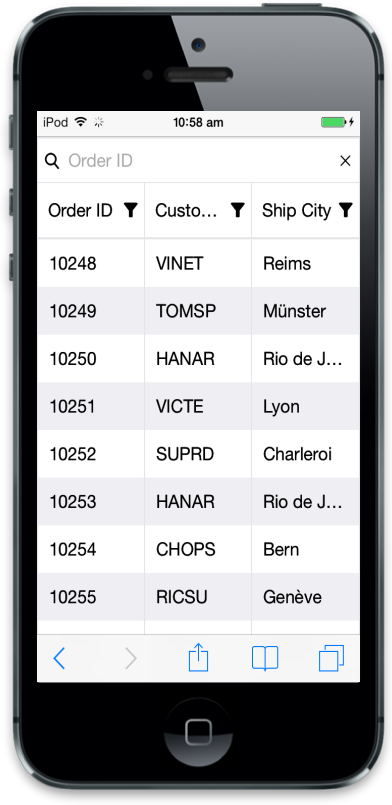 iPod 10:58 am
Order ID
Order ID Custo... Ship City
10248 VINET Reims
10249 TOMSP Münster
10250 HANAR Rio de J...
10251 VICTE Lyon
10252 SUPRD Charleroi
10253 HANAR Rio de J...
10254 CHOPS Bern
10255 RICSU Genève